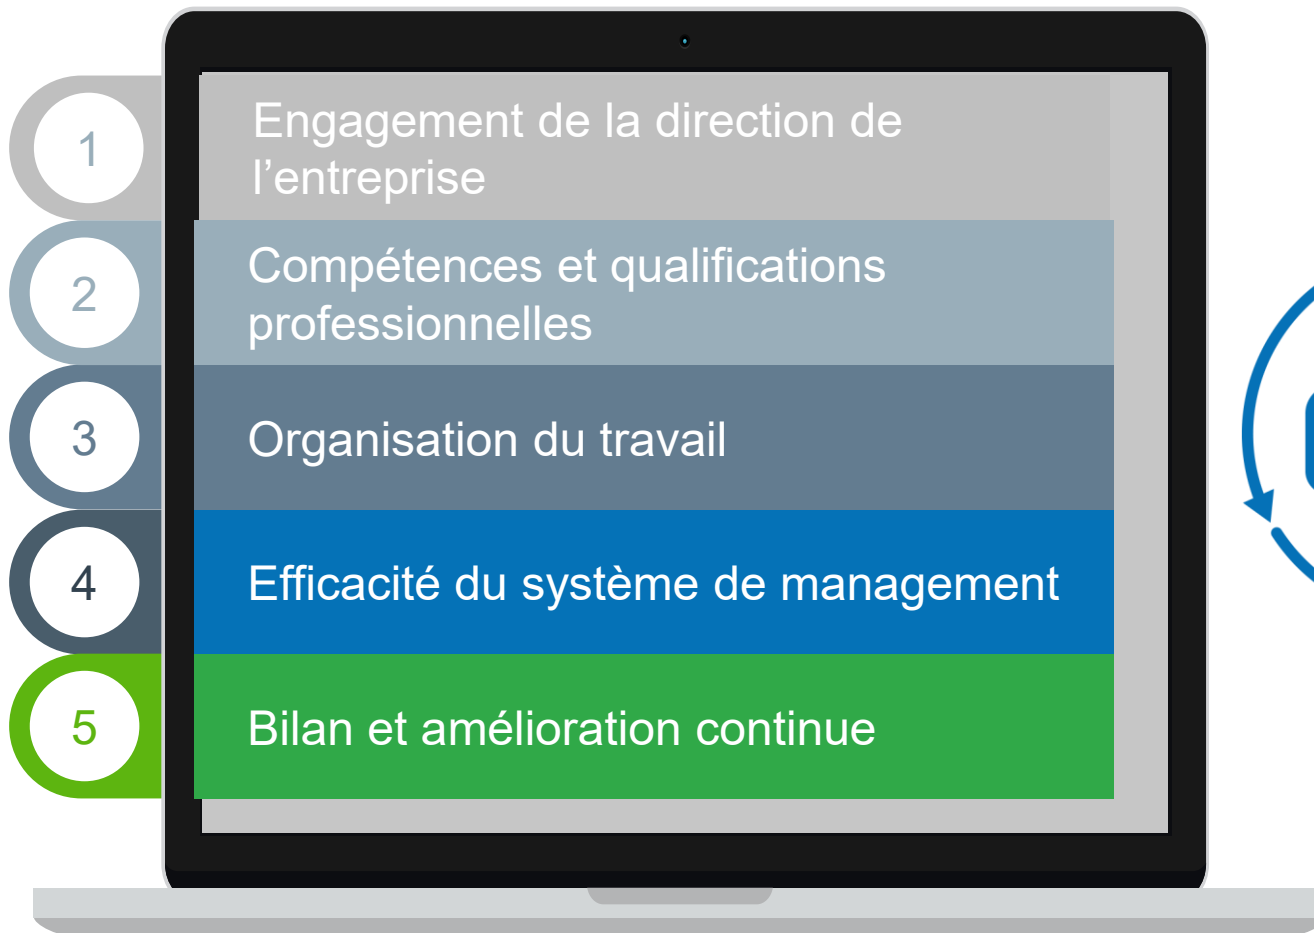 1
Engagement de la direction de
l’entreprise
2
Compétences et qualifications
professionnelles
3
Organisation du travail
4
Efficacité du système de management
5
Bilan et amélioration continue